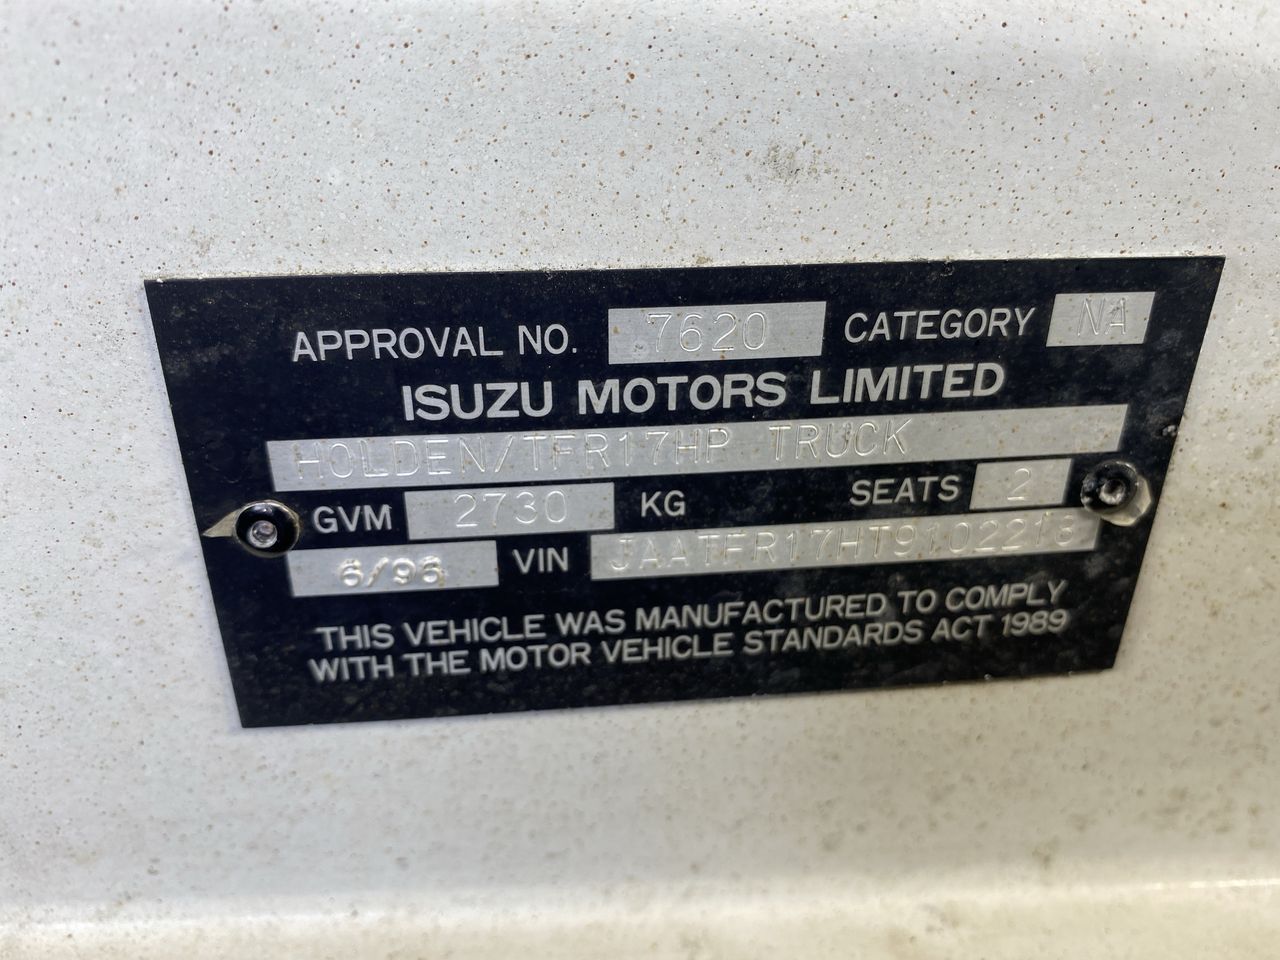 APPROVAL NO. 7620 CATEGORY NA
ISUZU MOTORS LIMITED
HOLDEN/TFR17HP TRUCK
GVM 2730 KG SEATS 2
6/96 VIN JAATFR17HT9102218
THIS VEHICLE WAS MANUFACTURED TO COMPLY
WITH THE MOTOR VEHICLE STANDARDS ACT 1989